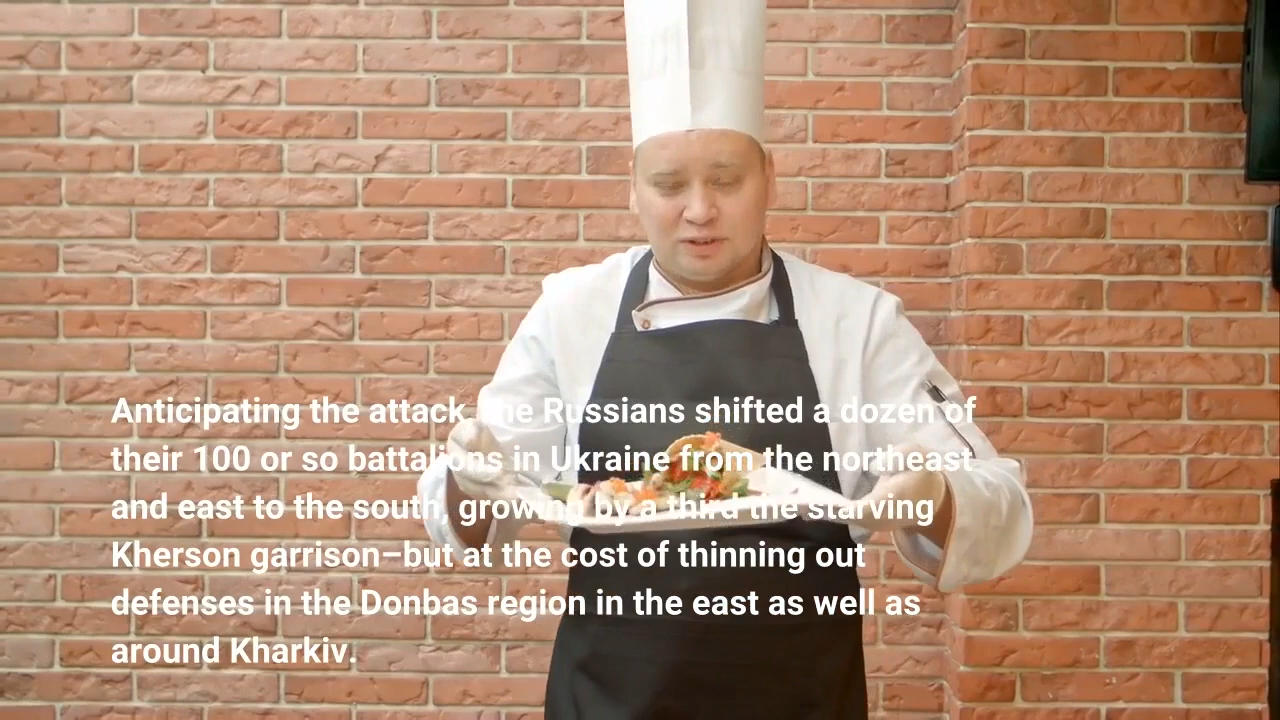 Anticipating the attack, the Russians shifted a dozen of
their 100 or so battalions in Ukraine from the northeast
and east to the south, growing by a third the starving
Kherson garrison–but at the cost of thinning out
defenses in the Donbas region in the east as well as
around Kharkiv.